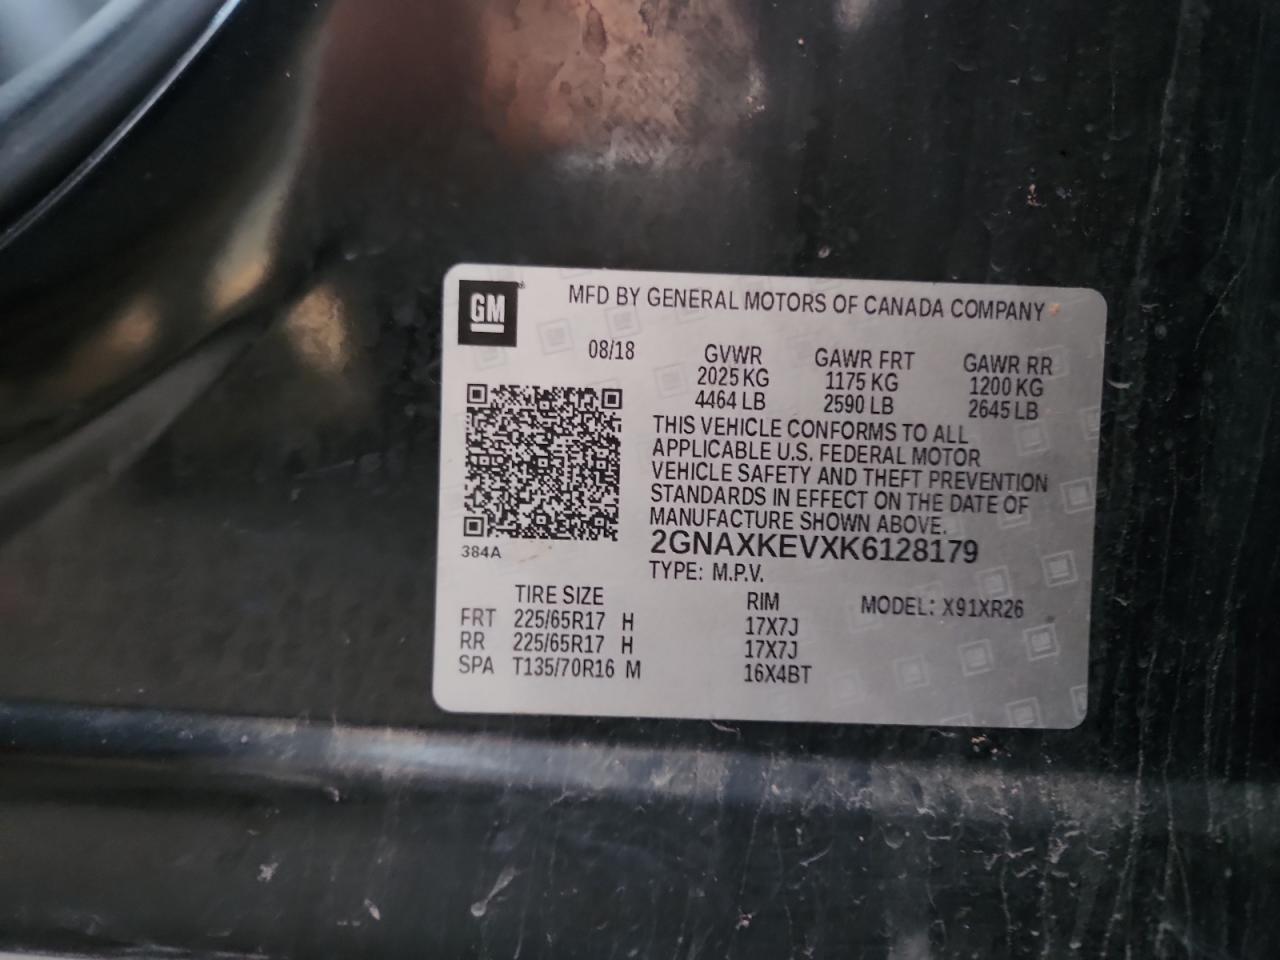 GM
MFD BY GENERAL MOTORS OF CANADA COMPANY
08/18 GVWR GAWR FRT GAWR RR
2025 KG 1175 KG 1200 KG
4464 LB 2590 LB 2645 LB
THIS VEHICLE CONFORMS TO ALL
APPLICABLE U.S. FEDERAL MOTOR
VEHICLE SAFETY AND THEFT PREVENTION
STANDARDS IN EFFECT ON THE DATE OF
MANUFACTURE SHOWN ABOVE.
384A 2GNAXKEVXK6128179
TYPE: M.P.V.
TIRE SIZE RIM MODEL: X91XR26
FRT 225/65R17 H 17X7J
RR 225/65R17 H 17X7J
SPA T135/70R16 M 16X4BT